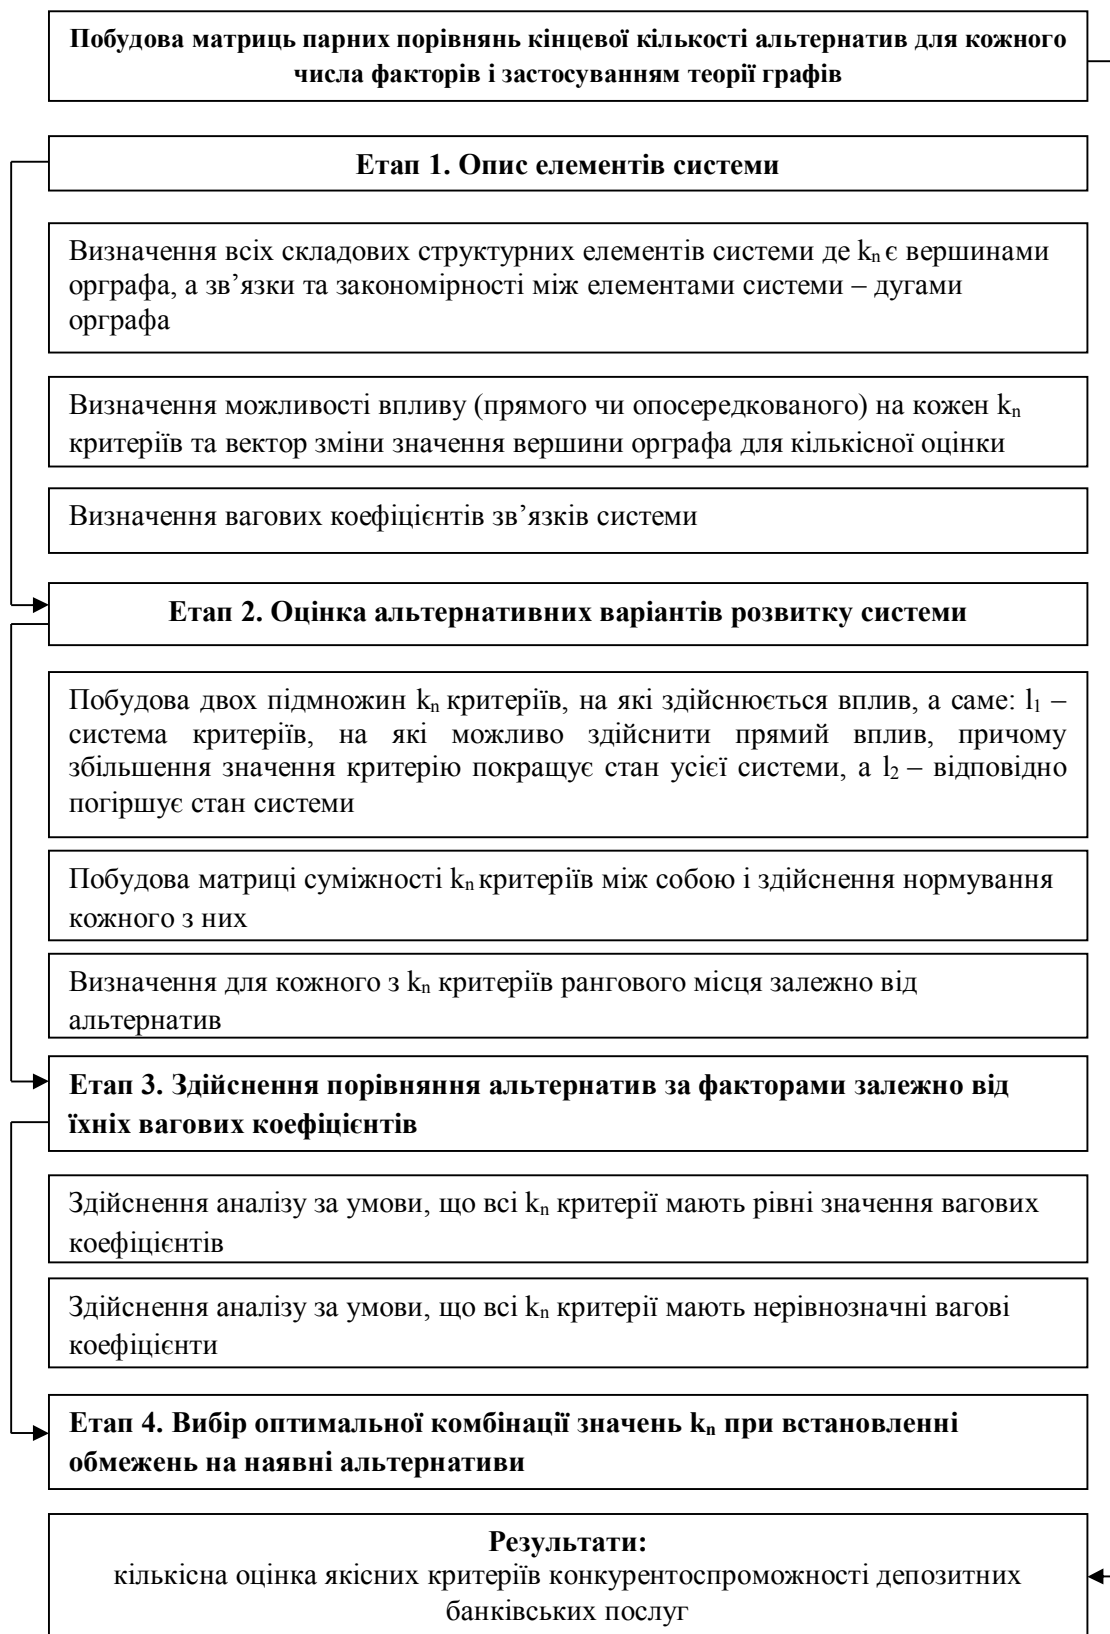 Побудова матриць парних порівнянь кінцевої кількості альтернатив для кожного
числа факторів і застосуванням теорії графів
Етап 1. Опис елементів системи
Визначення всіх складових структурних елементів системи де kₙ є вершинами
орграфа, а зв’язки та закономірності між елементами системи – дугами
орграфа
Визначення можливості впливу (прямого чи опосередкованого) на кожен kₙ
критеріїв та вектор зміни значення вершини орграфа для кількісної оцінки
Визначення вагових коефіцієнтів зв’язків системи
Етап 2. Оцінка альтернативних варіантів розвитку системи
Побудова двох підмножин kₙ критеріїв, на які здійснюється вплив, а саме: l₁ –
система критеріїв, на які можливо здійснити прямий вплив, причому
збільшення значення критерію покращує стан усієї системи, а l₂ – відповідно
погіршує стан системи
Побудова матриці суміжності kₙ критеріїв між собою і здійснення нормування
кожного з них
Визначення для кожного з kₙ критеріїв рангового місця залежно від
альтернатив
Етап 3. Здійснення порівняння альтернатив за факторами залежно від
їхніх вагових коефіцієнтів
Здійснення аналізу за умови, що всі kₙ критерії мають рівні значення вагових
коефіцієнтів
Здійснення аналізу за умови, що всі kₙ критерії мають нерівнозначні вагові
коефіцієнти
Етап 4. Вибір оптимальної комбінації значень kₙ при встановленні
обмежень на наявні альтернативи
Результати:
кількісна оцінка якісних критеріїв конкурентоспроможності депозитних
банківських послуг